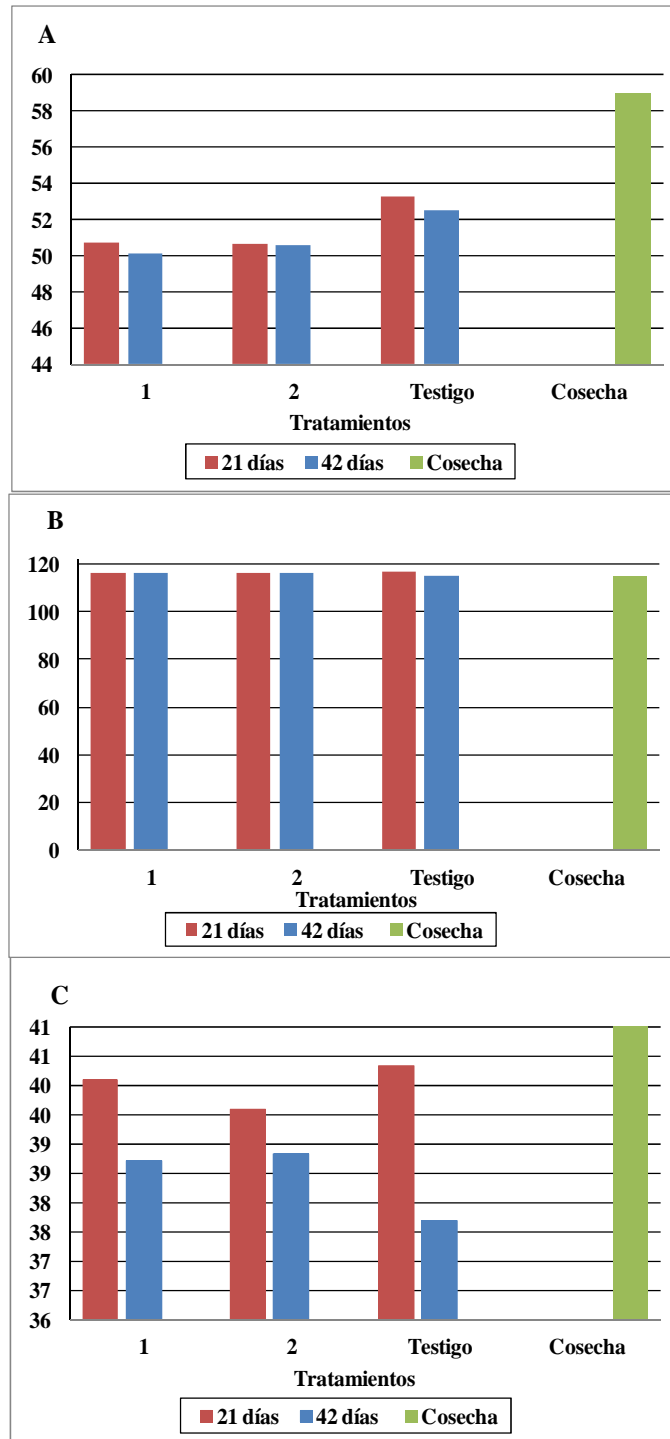 A
60
58
56
54
52
50
48
46
44
1 2 Testigo Cosecha
Tratamientos
21 días 42 días Cosecha
B
120
100
80
60
40
20
0
1 2 Testigo Cosecha
Tratamientos
21 días 42 días Cosecha
C
41
41
40
40
39
39
38
38
37
37
36
1 2 Testigo Cosecha
Tratamientos
21 días 42 días Cosecha